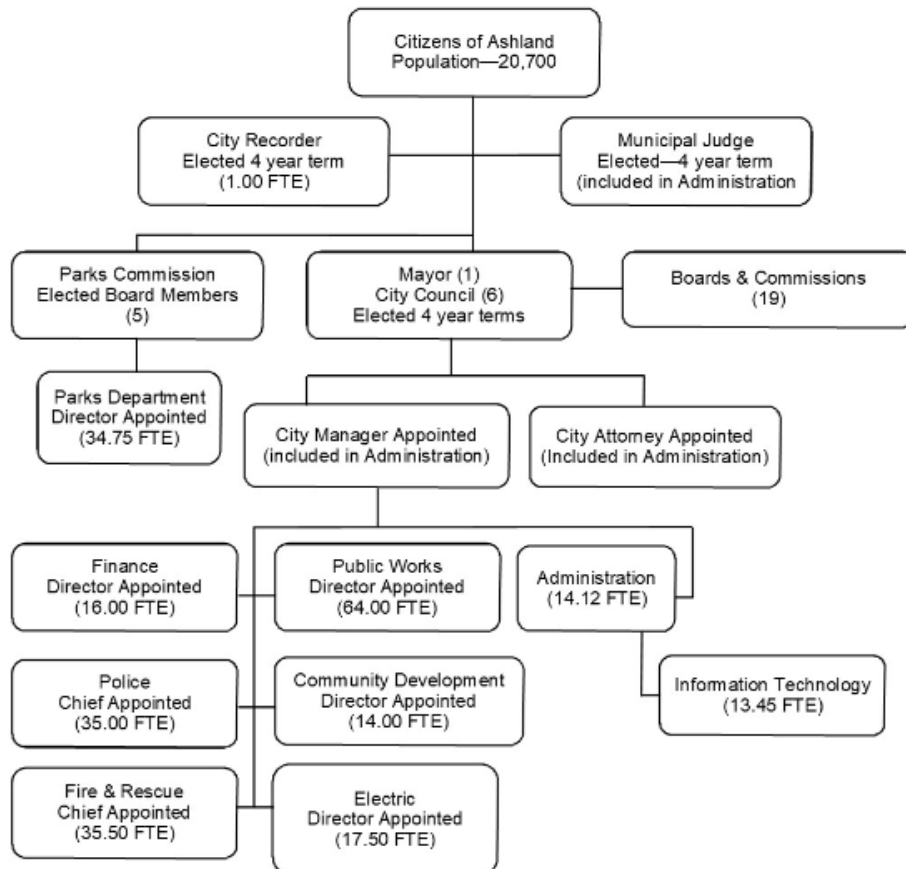 Citizens of Ashland
Population—20,700
City Recorder
Elected 4 year term
(1.00 FTE)
Municipal Judge
Elected—4 year term
(included in Administration
Parks Commission
Elected Board Members
(5)
Mayor (1)
City Council (6)
Elected 4 year terms
Boards & Commissions
(19)
Parks Department
Director Appointed
(34.75 FTE)
City Manager Appointed
(included in Administration)
City Attorney Appointed
(Included in Administration)
Finance
Director Appointed
(16.00 FTE)
Public Works
Director Appointed
(64.00 FTE)
Administration
(14.12 FTE)
Police
Chief Appointed
(35.00 FTE)
Community Development
Director Appointed
(14.00 FTE)
Information Technology
(13.45 FTE)
Fire & Rescue
Chief Appointed
(35.50 FTE)
Electric
Director Appointed
(17.50 FTE)